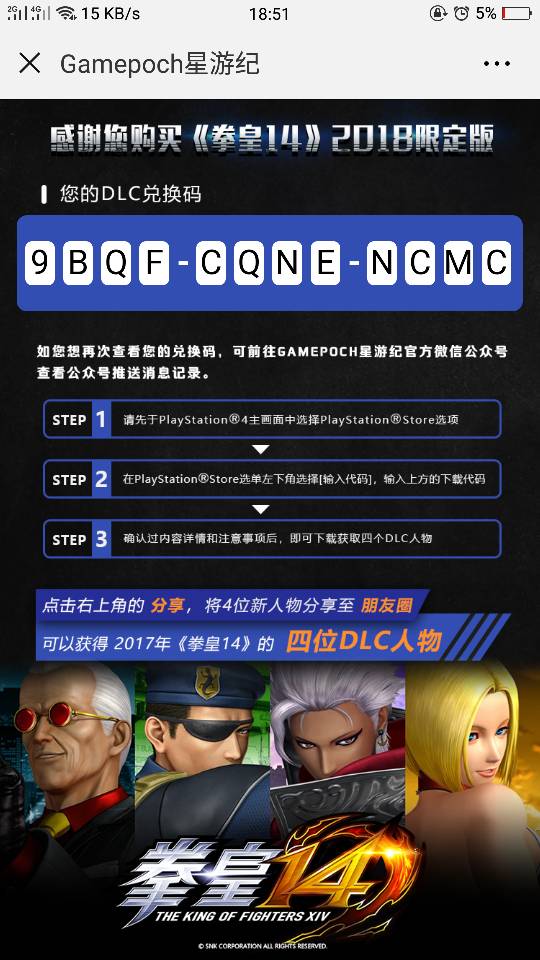 2G 4G 15 KB/s 18:51 5%
Gamepoch星游纪
感谢您购买《拳皇14》2018限定版
您的DLC兑换码
9BQF-CQNE-NCMC
如您想再次查看您的兑换码，可前往GAMEPOCH星游纪官方微信公众号
查看公众号推送消息记录。
STEP 1 请先于PlayStation®4主画面中选择PlayStation®Store选项
STEP 2 在PlayStation®Store选单左下角选择[输入代码]，输入上方的下载代码
STEP 3 确认过内容详情和注意事项后，即可下载获取四个DLC人物
点击右上角的 分享，将4位新人物分享至 朋友圈
可以获得 2017年《拳皇14》的 四位DLC人物
拳皇14
THE KING OF FIGHTERS XIV
© SNK CORPORATION ALL RIGHTS RESERVED.